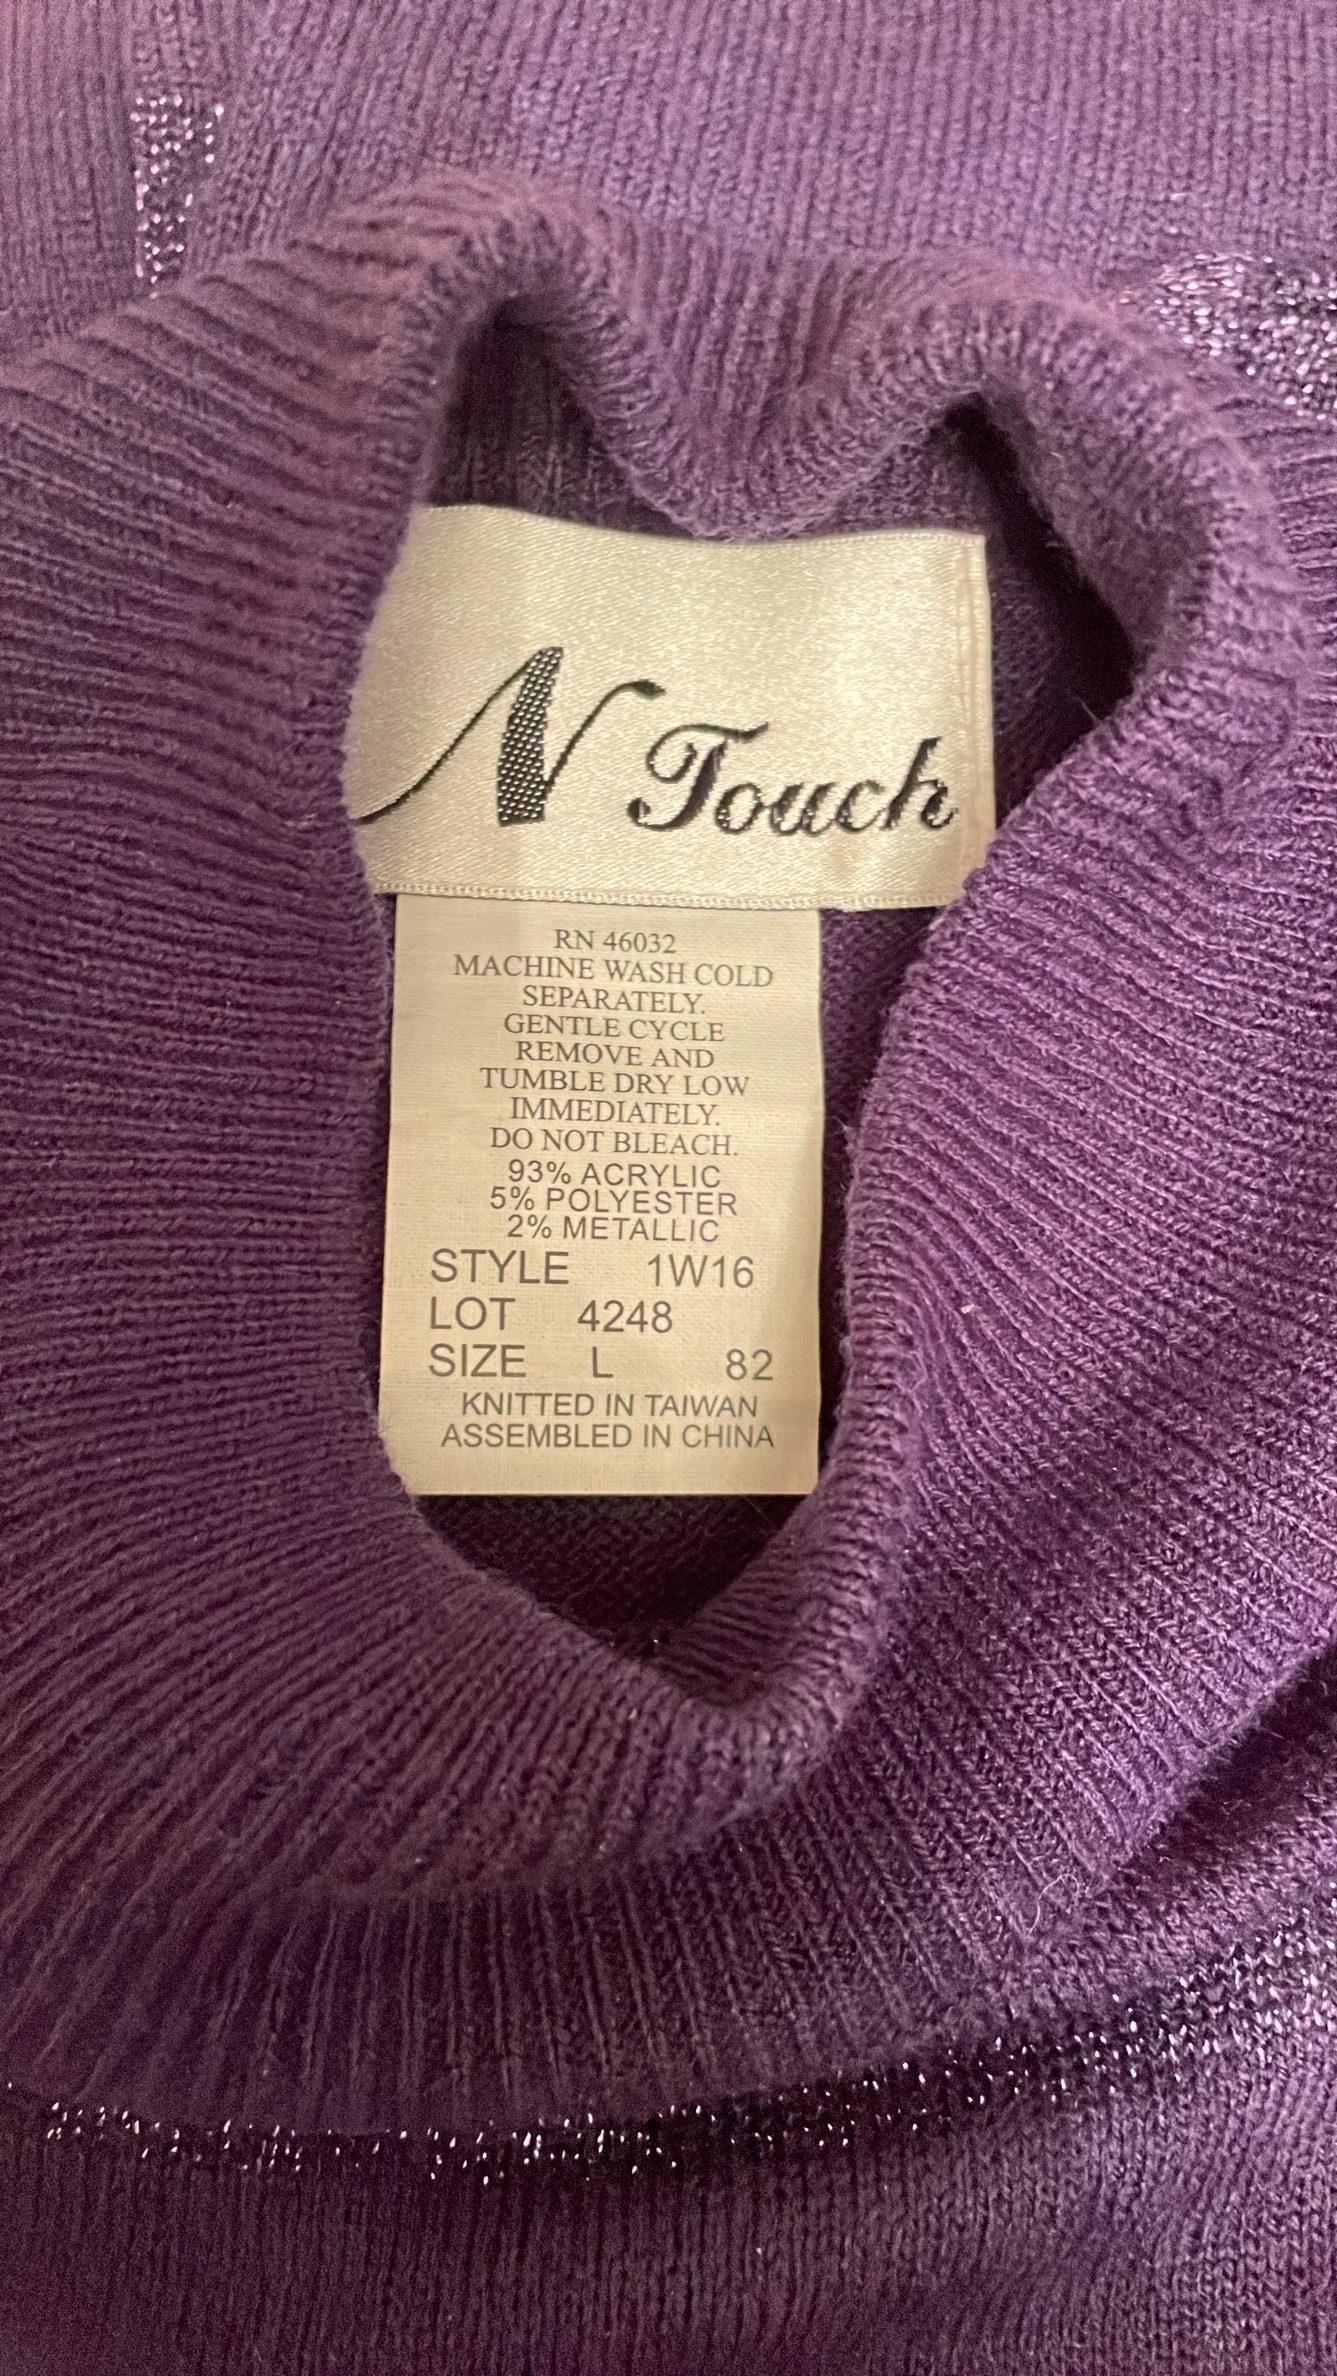 N Touch
RN 46032
MACHINE WASH COLD
SEPARATELY.
GENTLE CYCLE
REMOVE AND
TUMBLE DRY LOW
IMMEDIATELY.
DO NOT BLEACH.
93% ACRYLIC
5% POLYESTER
2% METALLIC
STYLE 1W16
LOT 4248
SIZE L 82
KNITTED IN TAIWAN
ASSEMBLED IN CHINA